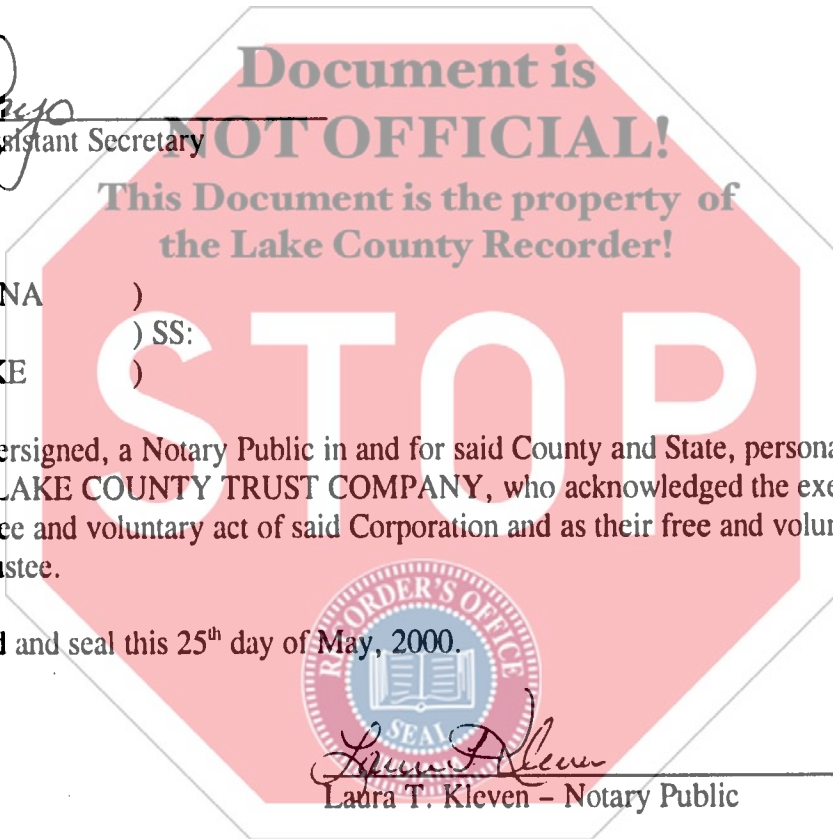 Document is
NOT OFFICIAL!
This Document is the property of
the Lake County Recorder!
STOP
Assistant Secretary
NA )
) SS:
KE )
ersigned, a Notary Public in and for said County and State, persona
LAKE COUNTY TRUST COMPANY, who acknowledged the exe
ee and voluntary act of said Corporation and as their free and volun
ustee.
d and seal this 25th day of May, 2000.
RECORDER'S OFFICE
SEAL
Laura T. Kleven – Notary Public